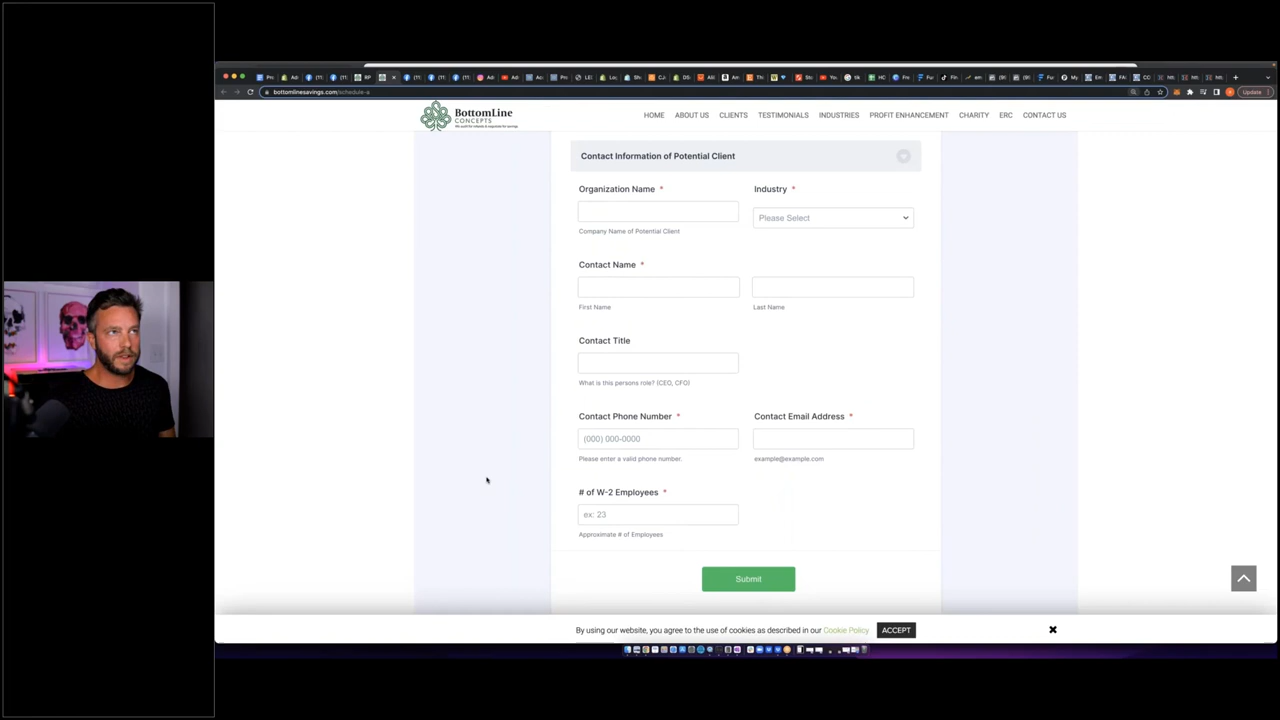 Update
bottomlinesavings.com/schedule-a
BottomLine
CONCEPTS
HOME ABOUT US CLIENTS TESTIMONIALS INDUSTRIES PROFIT ENHANCEMENT CHARITY ERC CONTACT US
Contact Information of Potential Client
Organization Name * Industry *
Please Select
Company Name of Potential Client
Contact Name *
First Name Last Name
Contact Title
What is this persons role? (CEO, CFO)
Contact Phone Number * Contact Email Address *
(000) 000-0000
Please enter a valid phone number. example@example.com
# of W-2 Employees *
ex: 23
Approximate # of Employees
Submit
By using our website, you agree to the use of cookies as described in our Cookie Policy ACCEPT